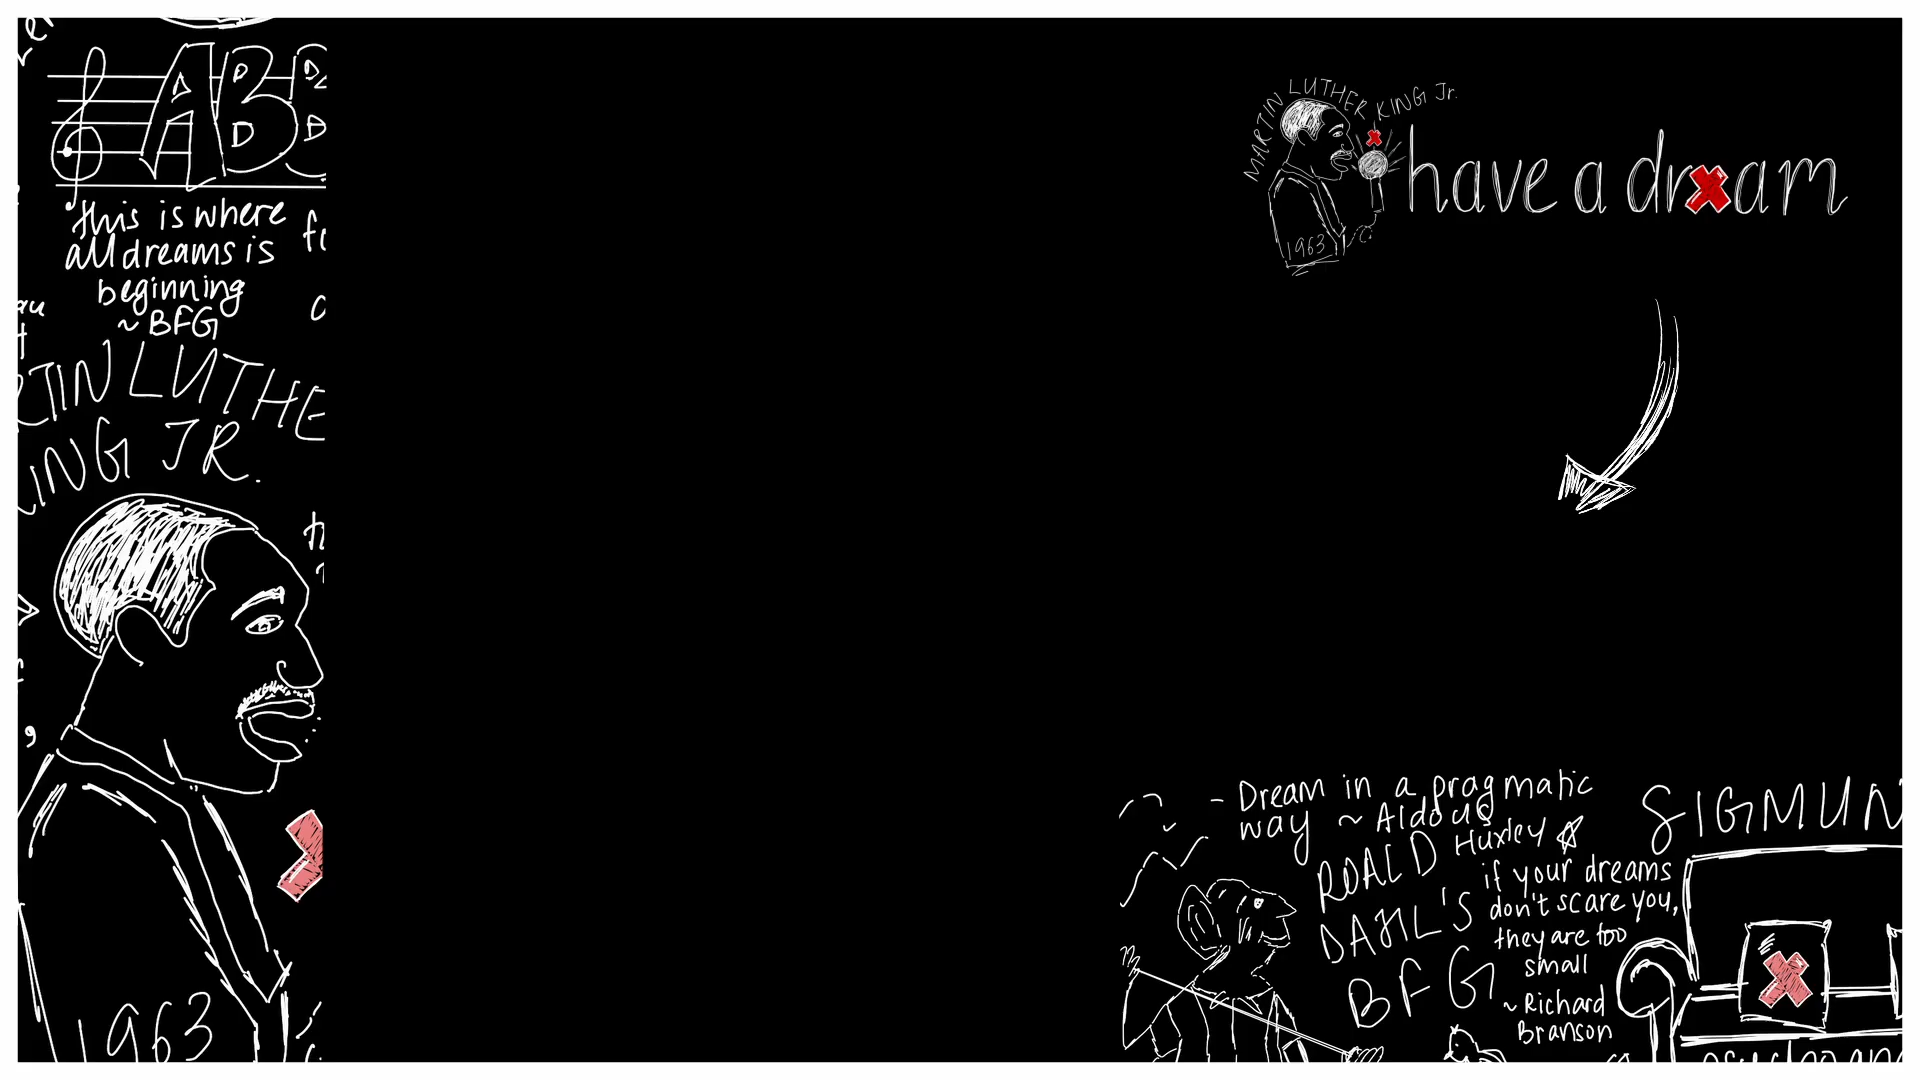 AB
this is where
all dreams is
beginning
~ BFG
TIN LUTHE
ING JR.
1963
MARTIN LUTHER KING Jr.
have a dream
1963
- Dream in a pragmatic
way ~ Aldous
Huxley
ROALD
DAHL'S
BFG
if your dreams
don't scare you,
they are too
small
~ Richard
Branson
SIGMUN